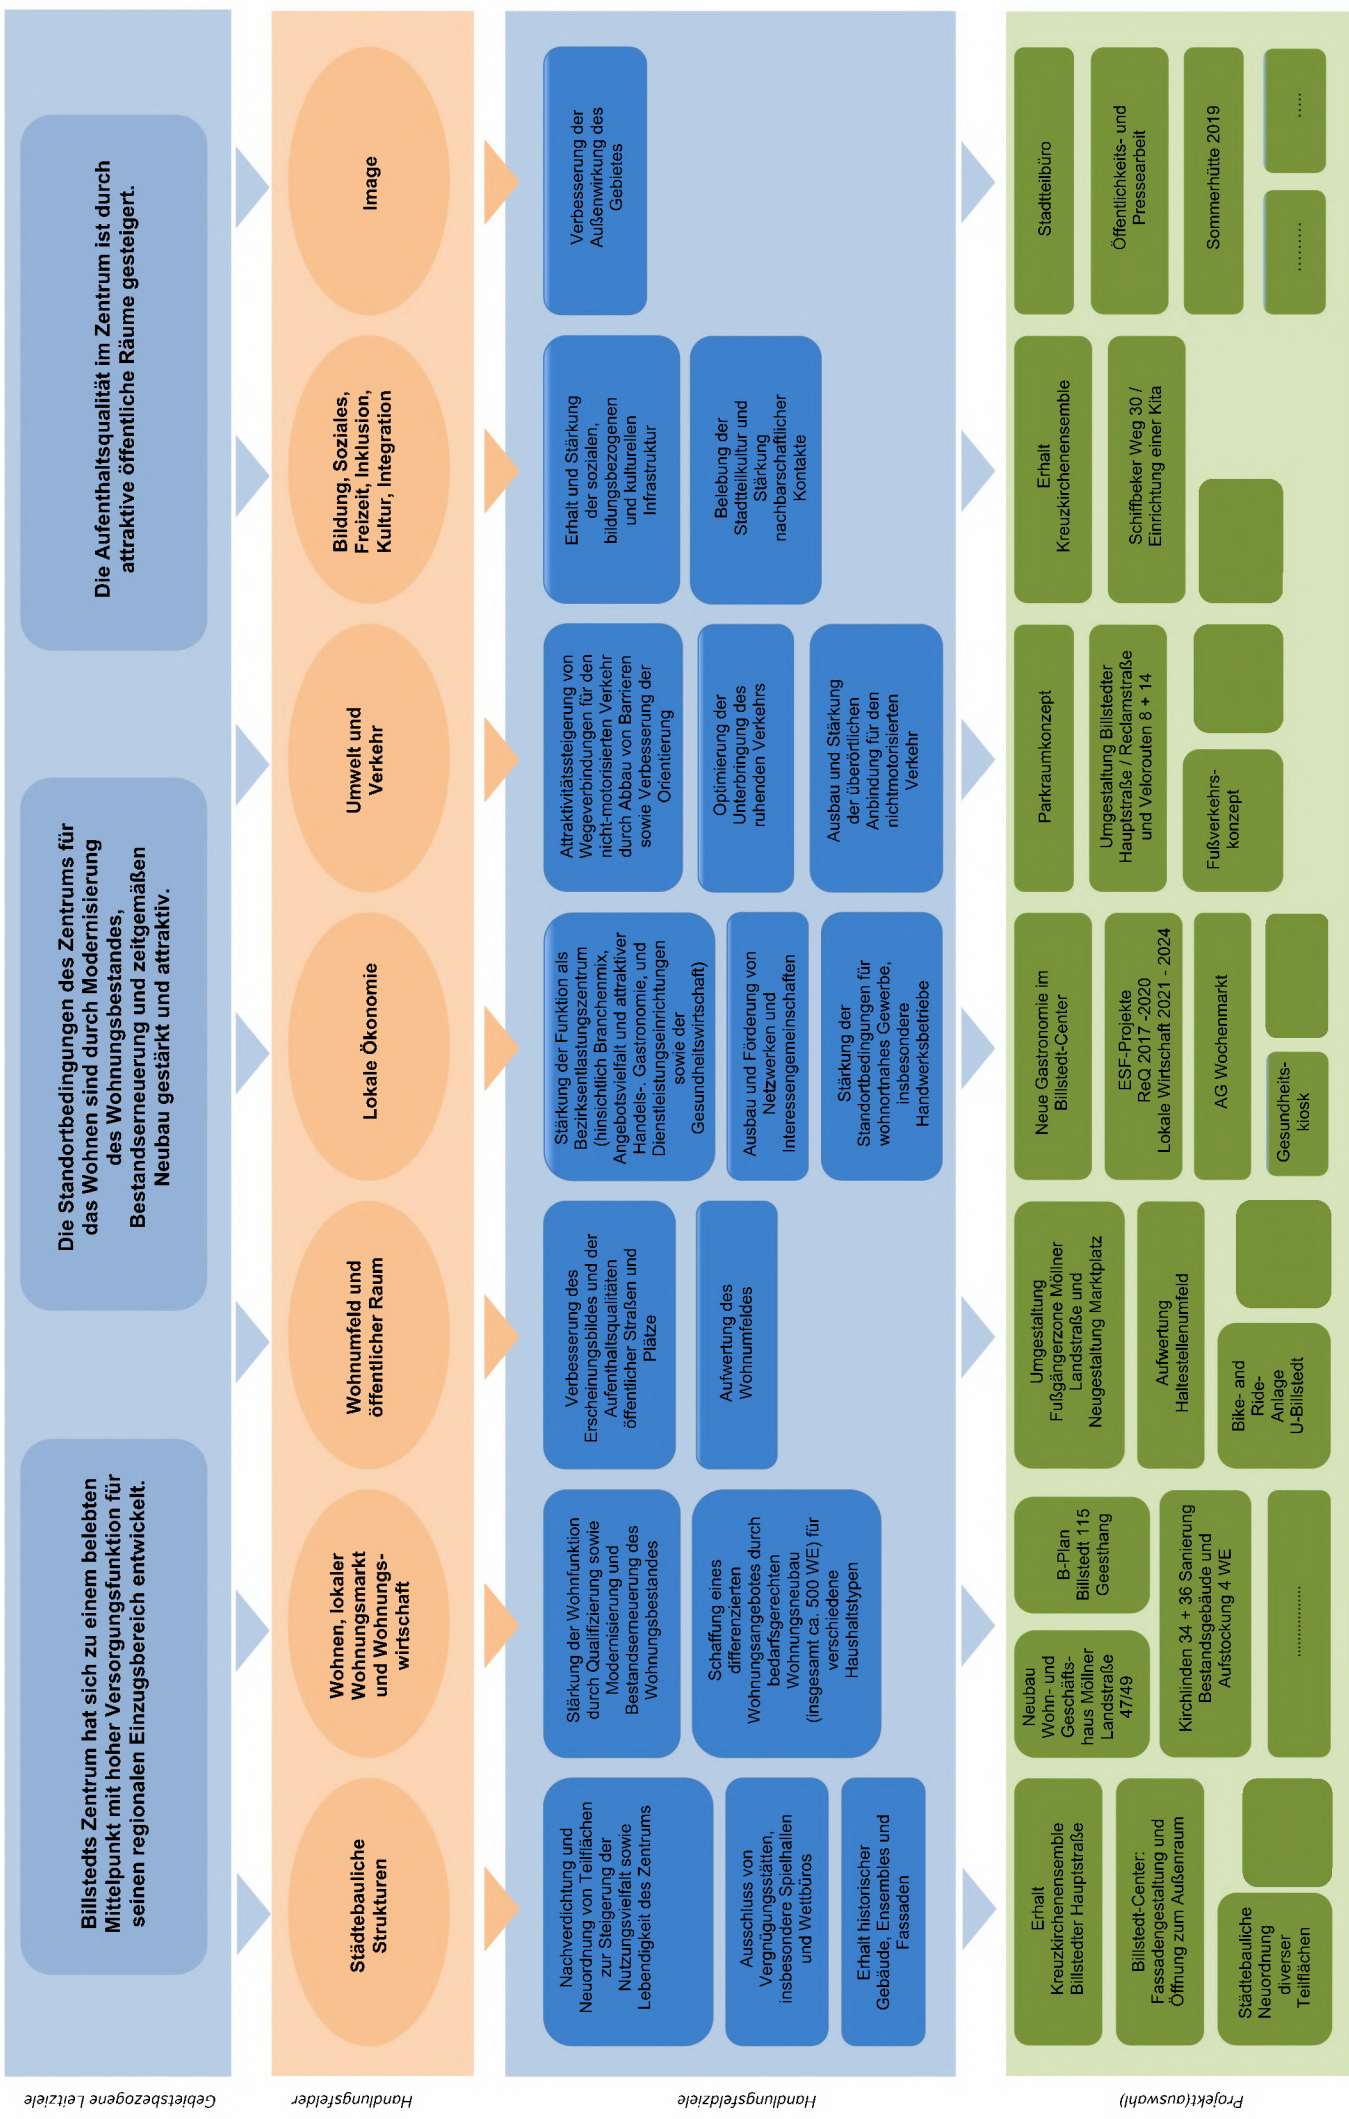 Gebietsbezogene Leitziele
Billstedts Zentrum hat sich zu einem belebten
Mittelpunkt mit hoher Versorgungsfunktion für
seinen regionalen Einzugsbereich entwickelt.
Die Standortbedingungen des Zentrums für
das Wohnen sind durch Modernisierung
des Wohnungsbestandes,
Bestandserneuerung und zeitgemäßen
Neubau gestärkt und attraktiv.
Die Aufenthaltsqualität im Zentrum ist durch
attraktive öffentliche Räume gesteigert.
Handlungsfelder
Städtebauliche
Strukturen
Wohnen, lokaler
Wohnungsmarkt
und Wohnungs-
wirtschaft
Wohnumfeld und
öffentlicher Raum
Lokale Ökonomie
Umwelt und
Verkehr
Bildung, Soziales,
Freizeit, Inklusion,
Kultur, Integration
Image
Handlungsfeldziele
Nachverdichtung und
Neuordnung von Teilflächen
zur Steigerung der
Nutzungsvielfalt sowie
Lebendigkeit des Zentrums
Ausschluss von
Vergnügungsstätten,
insbesondere Spielhallen
und Wettbüros
Erhalt historischer
Gebäude, Ensembles und
Fassaden
Stärkung der Wohnfunktion
durch Qualifizierung sowie
Modernisierung und
Bestandserneuerung des
Wohnungsbestandes
Schaffung eines
differenzierten
Wohnungsangebotes durch
bedarfsgerechten
Wohnungsneubau
(insgesamt ca. 500 WE) für
verschiedene
Haushaltstypen
Verbesserung des
Erscheinungsbildes und der
Aufenthaltsqualitäten
öffentlicher Straßen und
Plätze
Aufwertung des
Wohnumfeldes
Stärkung der Funktion als
Bezirksentlastungszentrum
(hinsichtlich Branchenmix,
Angebotsvielfalt und attraktiver
Handels-. Gastronomie, und
Dienstleistungseinrichtungen
sowie der
Gesundheitswirtschaft)
Ausbau und Förderung von
Netzwerken und
Interessengemeinschaften
Stärkung der
Standortbedingungen für
wohnortnahes Gewerbe,
insbesondere
Handwerksbetriebe
Attraktivitätssteigerung von
Wegeverbindungen für den
nicht-motorisierten Verkehr
durch Abbau von Barrieren
sowie Verbesserung der
Orientierung
Optimierung der
Unterbringung des
ruhenden Verkehrs
Ausbau und Stärkung
der überörtlichen
Anbindung für den
nichtmotorisierten
Verkehr
Erhalt und Stärkung
der sozialen,
bildungsbezogenen
und kulturellen
Infrastruktur
Belebung der
Stadtteilkultur und
Stärkung
nachbarschaftlicher
Kontakte
Verbesserung der
Außenwirkung des
Gebietes
Projekt(auswahl)
Erhalt
Kreuzkirchenensemble
Billstedter Hauptstraße
Billstedt-Center:
Fassadengestaltung und
Öffnung zum Außenraum
Städtebauliche
Neuordnung
diverser
Teilflächen
Neubau
Wohn- und
Geschäfts-
haus Möllner
Landstraße
47/49
B-Plan
Billstedt 115
Geesthang
Kirchlinden 34 + 36 Sanierung
Bestandsgebäude und
Aufstockung 4 WE
..................
Umgestaltung
Fußgängerzone Möllner
Landstraße und
Neugestaltung Marktplatz
Aufwertung
Haltestellenumfeld
Bike- and
Ride-
Anlage
U-Billstedt
Neue Gastronomie im
Billstedt-Center
ESF-Projekte
ReQ 2017 -2020
Lokale Wirtschaft 2021 - 2024
AG Wochenmarkt
Gesundheits-
kiosk
Parkraumkonzept
Umgestaltung Billstedter
Hauptstraße / Reclamstraße
und Velorouten 8 + 14
Fußverkehrs-
konzept
Erhalt
Kreuzkirchenensemble
Schiffbeker Weg 30 /
Einrichtung einer Kita
Stadtteilbüro
Öffentlichkeits- und
Pressearbeit
Sommerhütte 2019
.........
.....